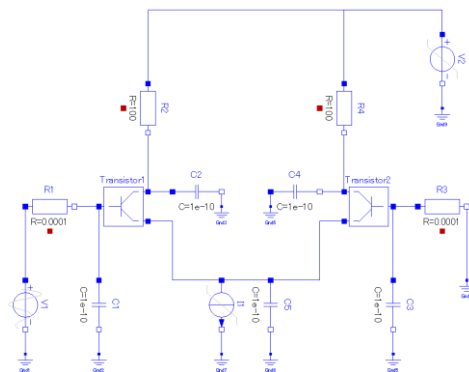 R2
R=100
R4
R=100
V2
Transistor1
C2
C=1e-10
C4
C=1e-10
Transistor2
R1
R=0.0001
R3
R=0.0001
V1
C1
C=1e-10
I1
C5
C=1e-10
C3
C=1e-10
Gnd7